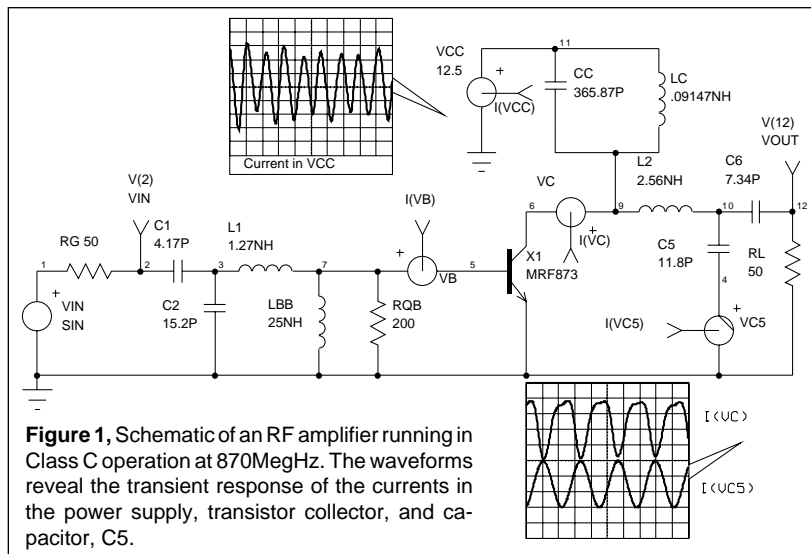 Current in VCC
VCC
12.5
11
CC
365.87P
LC
.09147NH
I(VCC)
V(12)
VOUT
V(2)
VIN
I(VB)
VC
L2
2.56NH
C6
7.34P
RG 50
C1
4.17P
L1
1.27NH
6
9
10
12
I(VC)
1
2
3
7
5
VB
X1
MRF873
C5
11.8P
RL
50
4
VIN
SIN
C2
15.2P
LBB
25NH
RQB
200
I(VC5)
VC5
I(VC)
I(VC5)
Figure 1, Schematic of an RF amplifier running in
Class C operation at 870MegHz. The waveforms
reveal the transient response of the currents in
the power supply, transistor collector, and ca-
pacitor, C5.